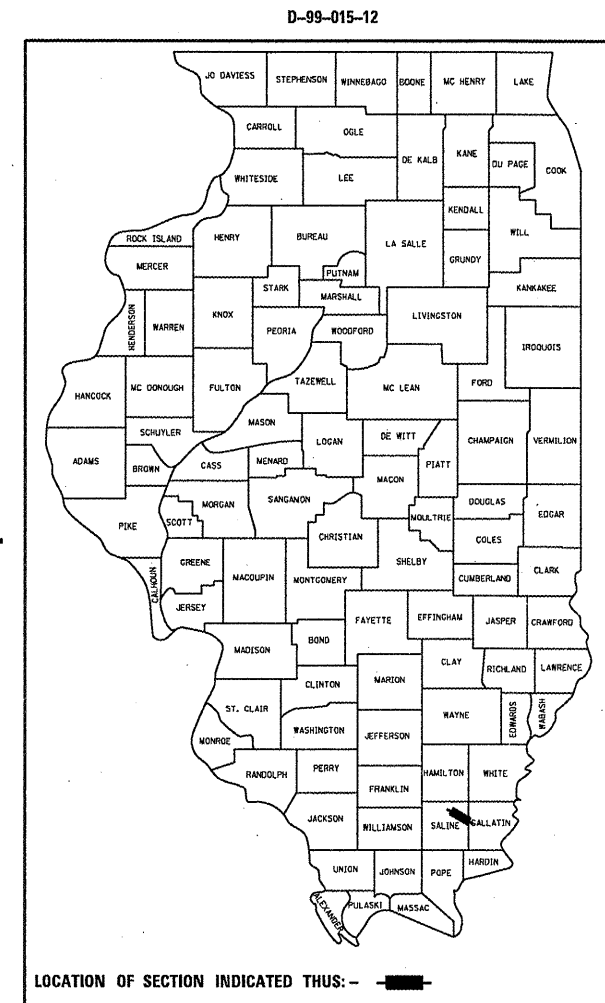 D--99--015--12
JO DAVIESS STEPHENSON WINNEBAGO BOONE MC HENRY LAKE
CARROLL OGLE
DE KALB KANE DU PAGE COOK
WHITESIDE LEE
KENDALL
ROCK ISLAND HENRY BUREAU LA SALLE WILL
GRUNDY
MERCER PUTNAM
STARK MARSHALL KANKAKEE
HENDERSON WARREN KNOX PEORIA WOODFORD LIVINGSTON
IROQUOIS
HANCOCK MC DONOUGH FULTON TAZEWELL MC LEAN FORD
MASON
SCHUYLER LOGAN DE WITT
ADAMS BROWN CASS MENARD PIATT CHAMPAIGN VERMILION
MACON
MORGAN SANGAMON DOUGLAS
PIKE SCOTT MOULTRIE EDGAR
CHRISTIAN COLES
GREENE SHELBY
CALHOUN MACOUPIN MONTGOMERY CUMBERLAND CLARK
JERSEY
FAYETTE EFFINGHAM JASPER CRAWFORD
MADISON BOND
CLAY RICHLAND LAWRENCE
CLINTON MARION
ST. CLAIR WAYNE EDWARDS WABASH
WASHINGTON JEFFERSON
MONROE
RANDOLPH PERRY HAMILTON WHITE
FRANKLIN
JACKSON WILLIAMSON SALINE GALLATIN
UNION JOHNSON POPE HARDIN
ALEXANDER PULASKI MASSAC
LOCATION OF SECTION INDICATED THUS: -